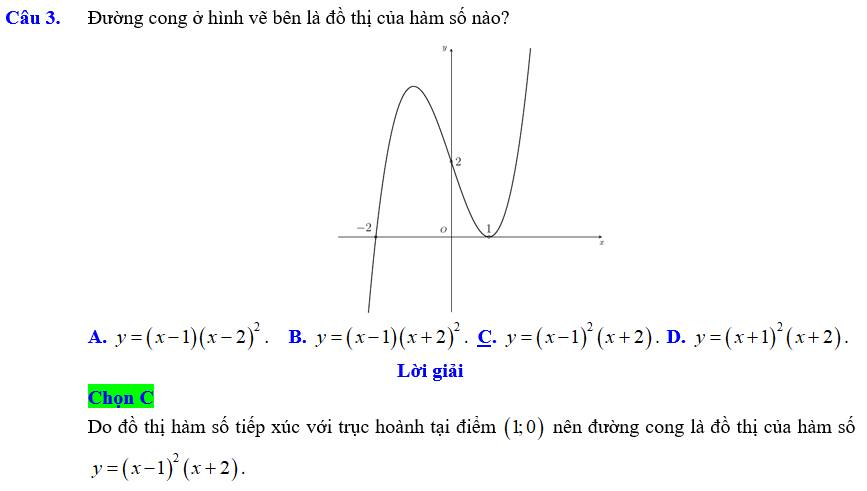 Câu 3. Đường cong ở hình vẽ bên là đồ thị của hàm số nào?
y
2
-2 O 1
x
A. y=(x-1)(x-2)². B. y=(x-1)(x+2)². C. y=(x-1)²(x+2). D. y=(x+1)²(x+2).
Lời giải
Chọn C
Do đồ thị hàm số tiếp xúc với trục hoành tại điểm (1;0) nên đường cong là đồ thị của hàm số
y=(x-1)²(x+2).